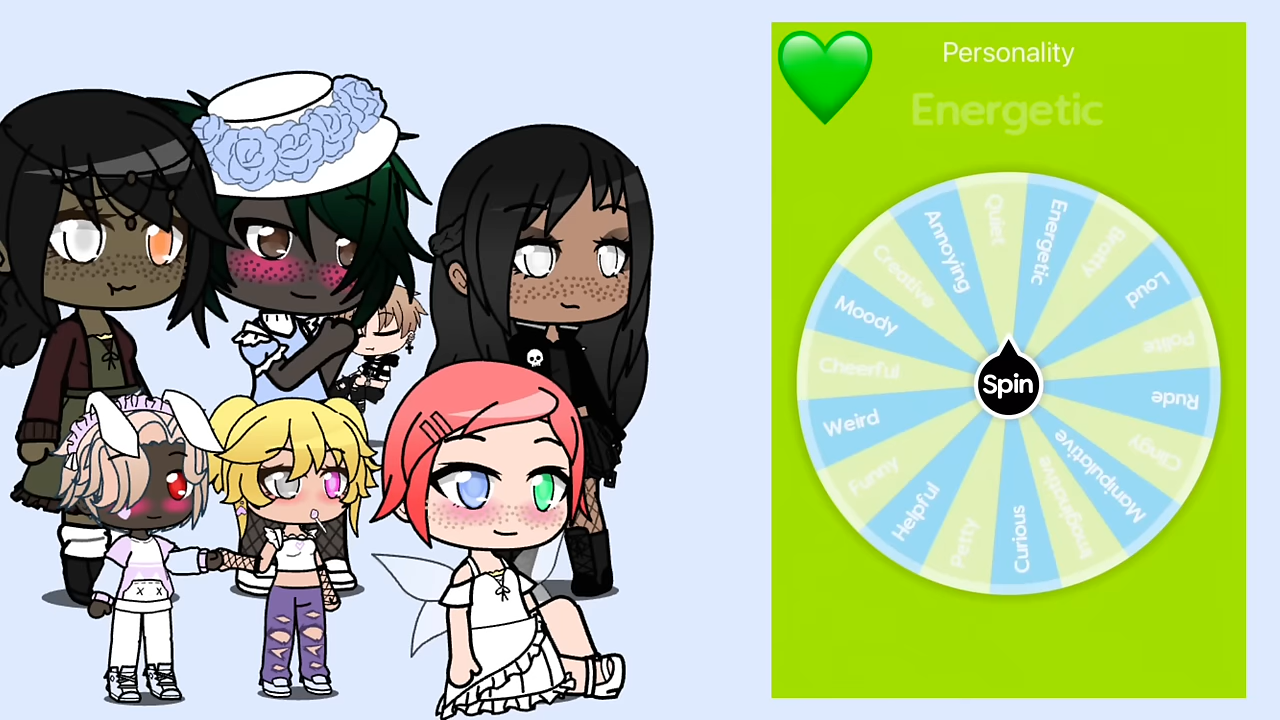 Personality
Energetic
Energetic
Bratty
Loud
Polite
Rude
Clingy
Manipulative
Imaginative
Curious
Petty
Helpful
Funny
Weird
Cheerful
Moody
Creative
Annoying
Quiet
Spin